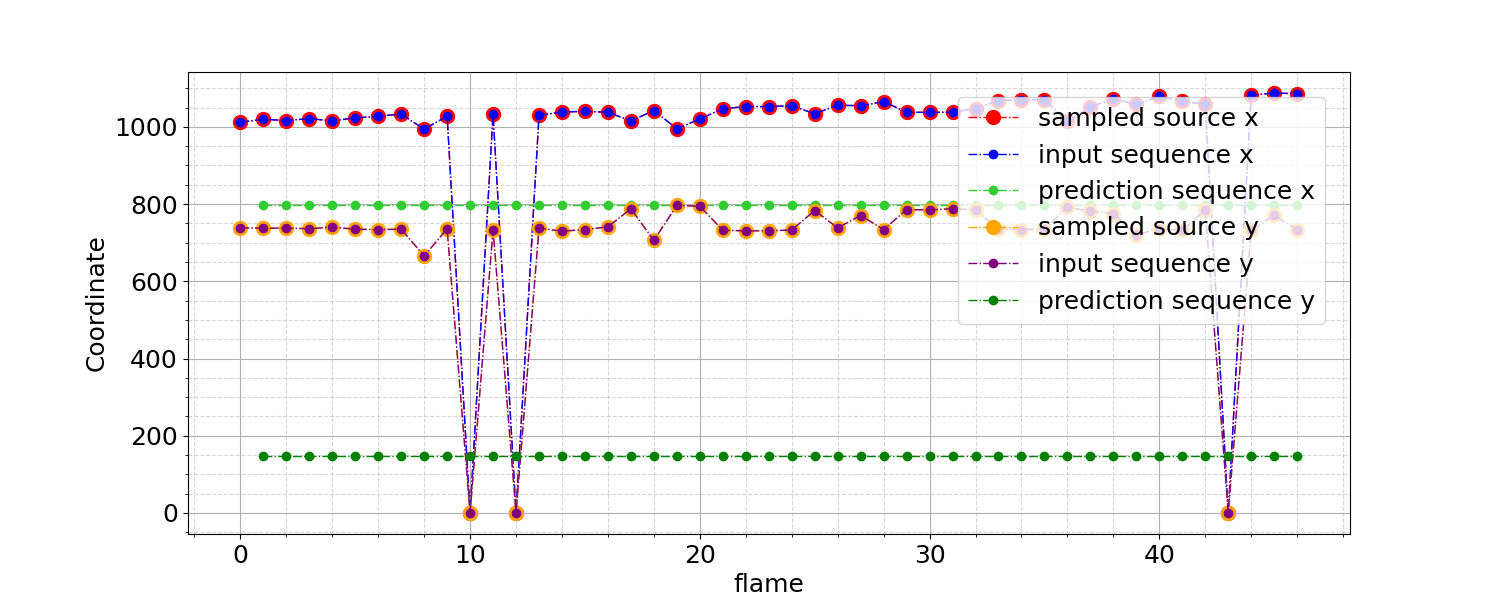 1000
800
600
400
200
0
Coordinate
0 10 20 30 40
flame
sampled source x
input sequence x
prediction sequence x
sampled source y
input sequence y
prediction sequence y